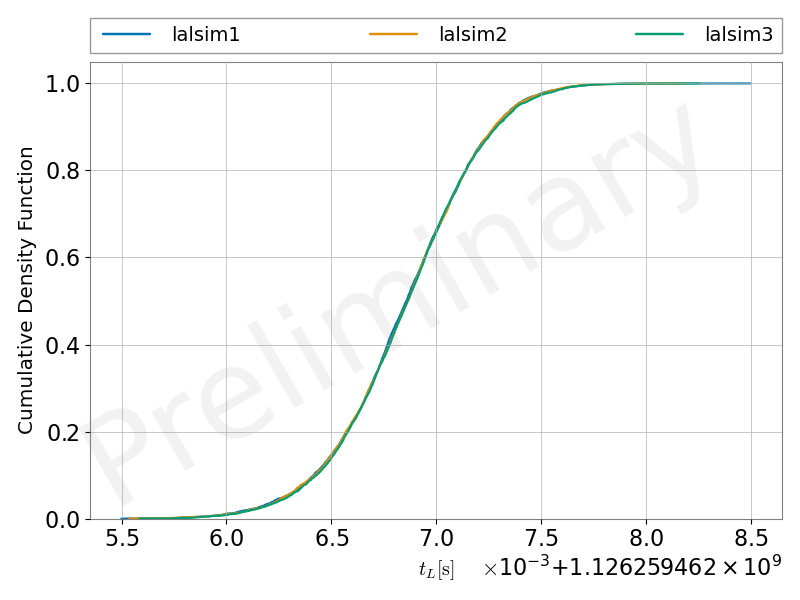 lalsim1 lalsim2 lalsim3
Cumulative Density Function
1.0
0.8
0.6
0.4
0.2
0.0
Preliminary
5.5 6.0 6.5 7.0 7.5 8.0 8.5
t_L[s] ×10⁻³+1.126259462×10⁹